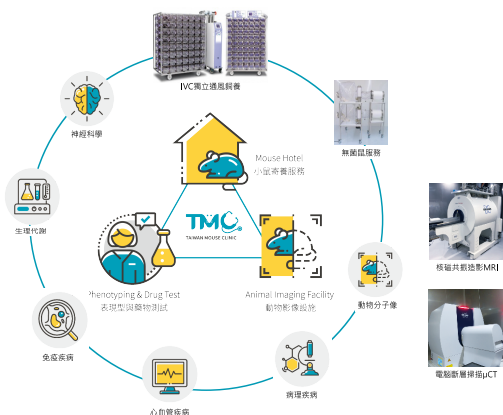 IVC獨立通風飼養
神經科學
無菌鼠服務
Mouse Hotel
小鼠寄養服務
生理代謝
TMC
TAIWAN MOUSE CLINIC
核磁共振造影MRI
Phenotyping & Drug Test
表現型與藥物測試
Animal Imaging Facility
動物影像設施
動物分子像
免疫疾病
電腦斷層掃描μCT
病理疾病
心血管疾病